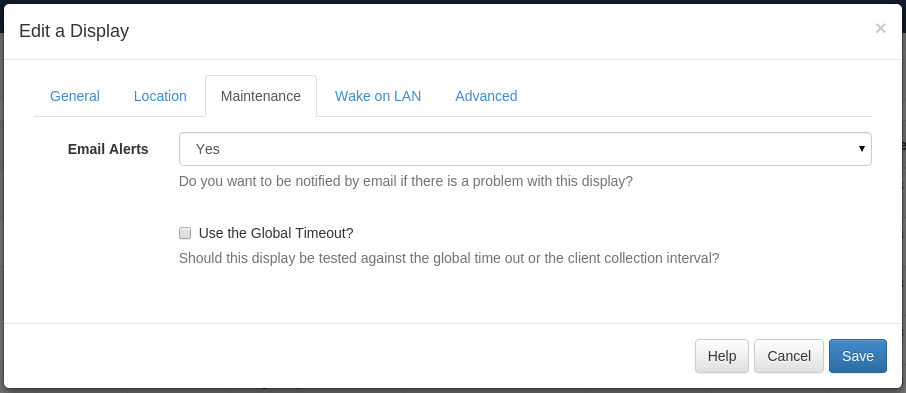 Edit a Display
×
General Location Maintenance Wake on LAN Advanced
Email Alerts Yes
Do you want to be notified by email if there is a problem with this display?
Use the Global Timeout?
Should this display be tested against the global time out or the client collection interval?
Help Cancel Save